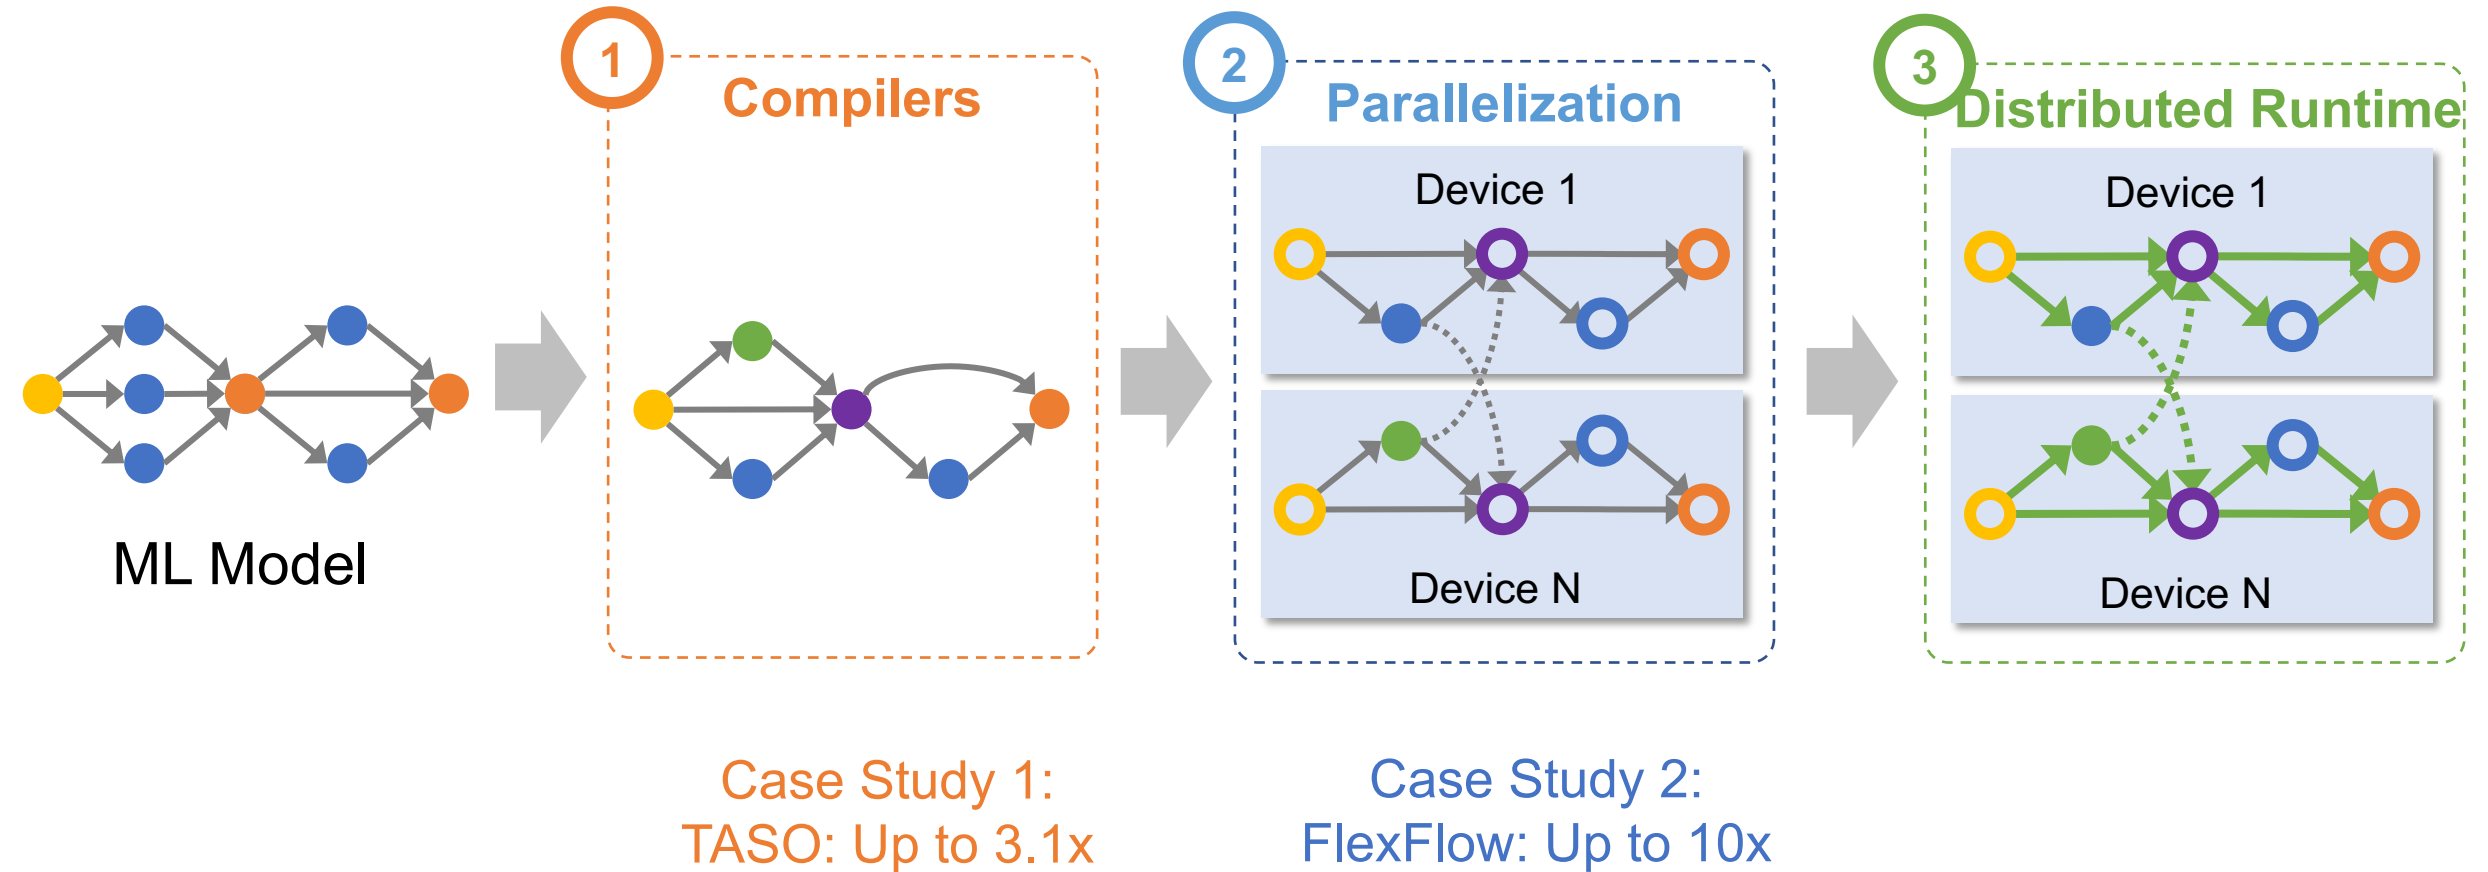 1
Compilers
2
Parallelization
3
Distributed Runtime
Device 1
Device N
Device 1
Device N
ML Model
Case Study 1:
TASO: Up to 3.1x
Case Study 2:
FlexFlow: Up to 10x